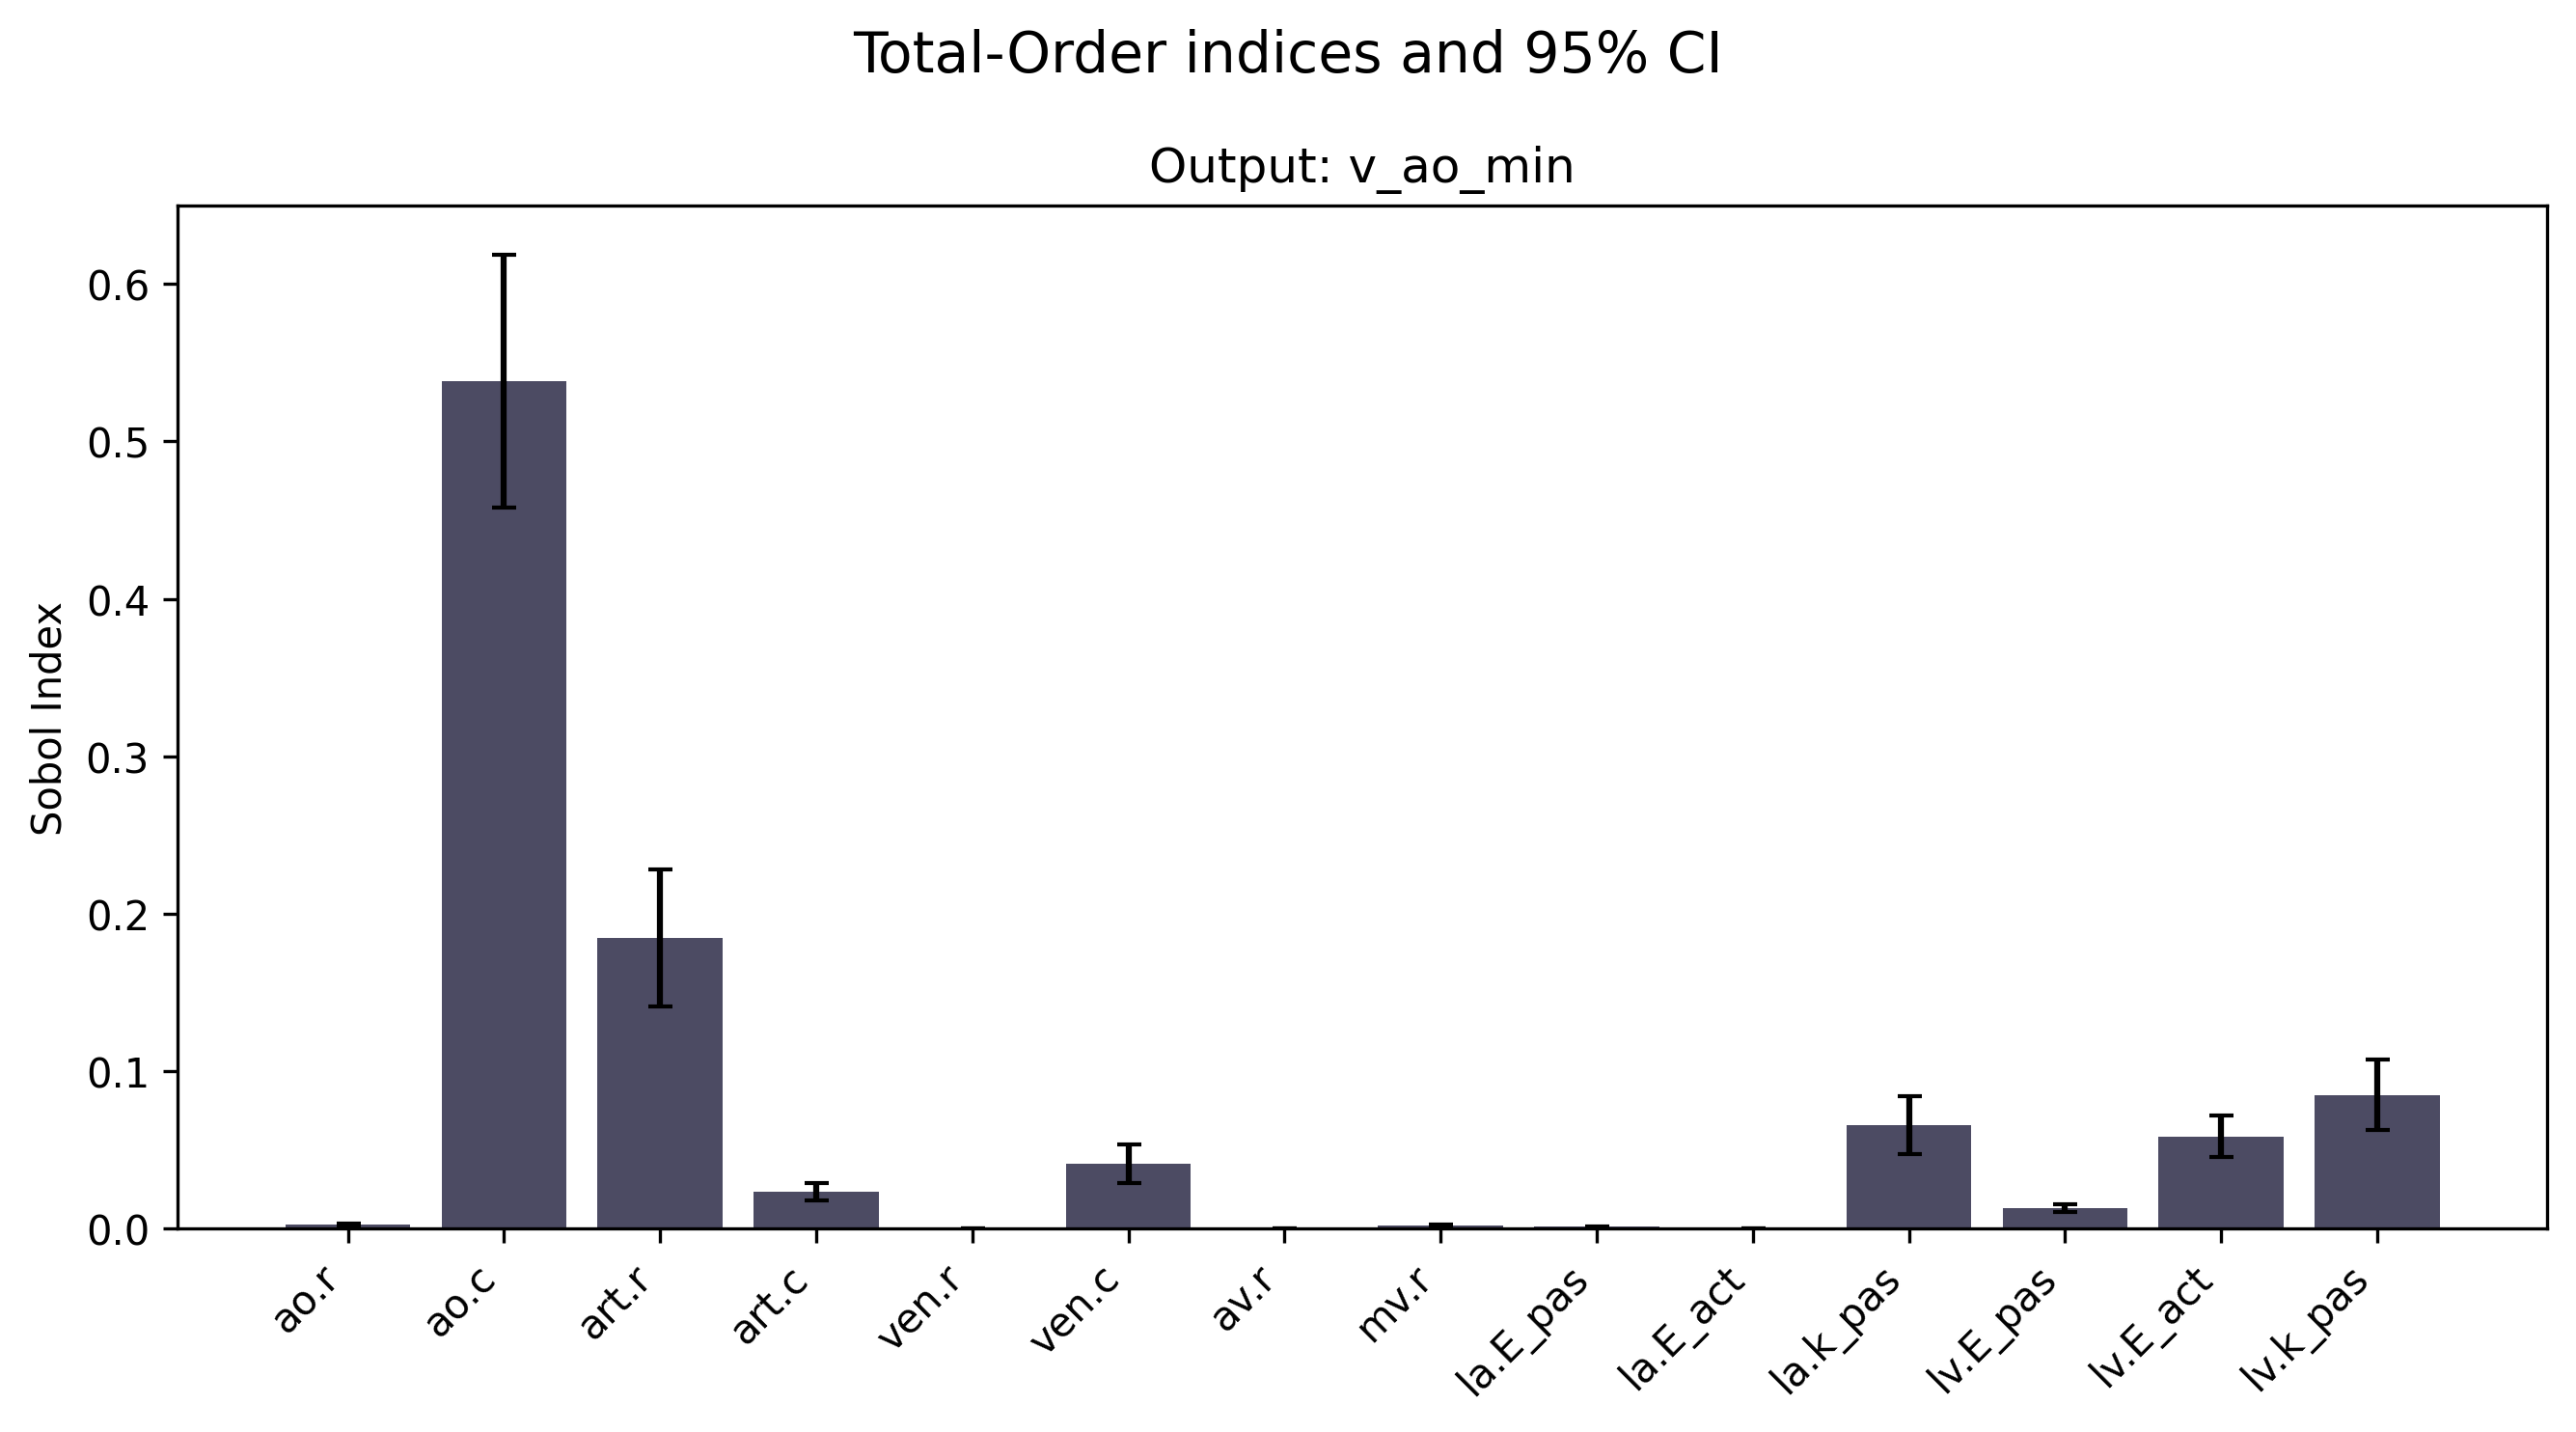 Total-Order indices and 95% CI
Output: v_ao_min
Sobol Index
0.6
0.5
0.4
0.3
0.2
0.1
0.0
ao.r
ao.c
art.r
art.c
ven.r
ven.c
av.r
mv.r
la.E_pas
la.E_act
la.k_pas
lv.E_pas
lv.E_act
lv.k_pas